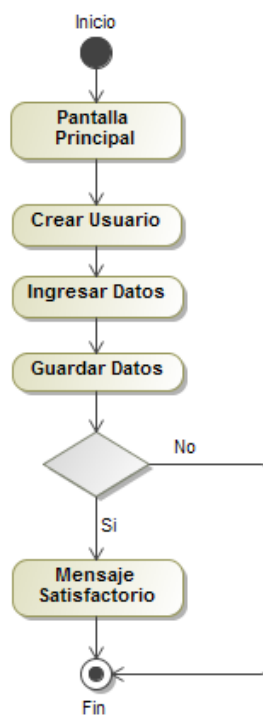 Inicio
Pantalla
Principal
Crear Usuario
Ingresar Datos
Guardar Datos
No
Si
Mensaje
Satisfactorio
Fin